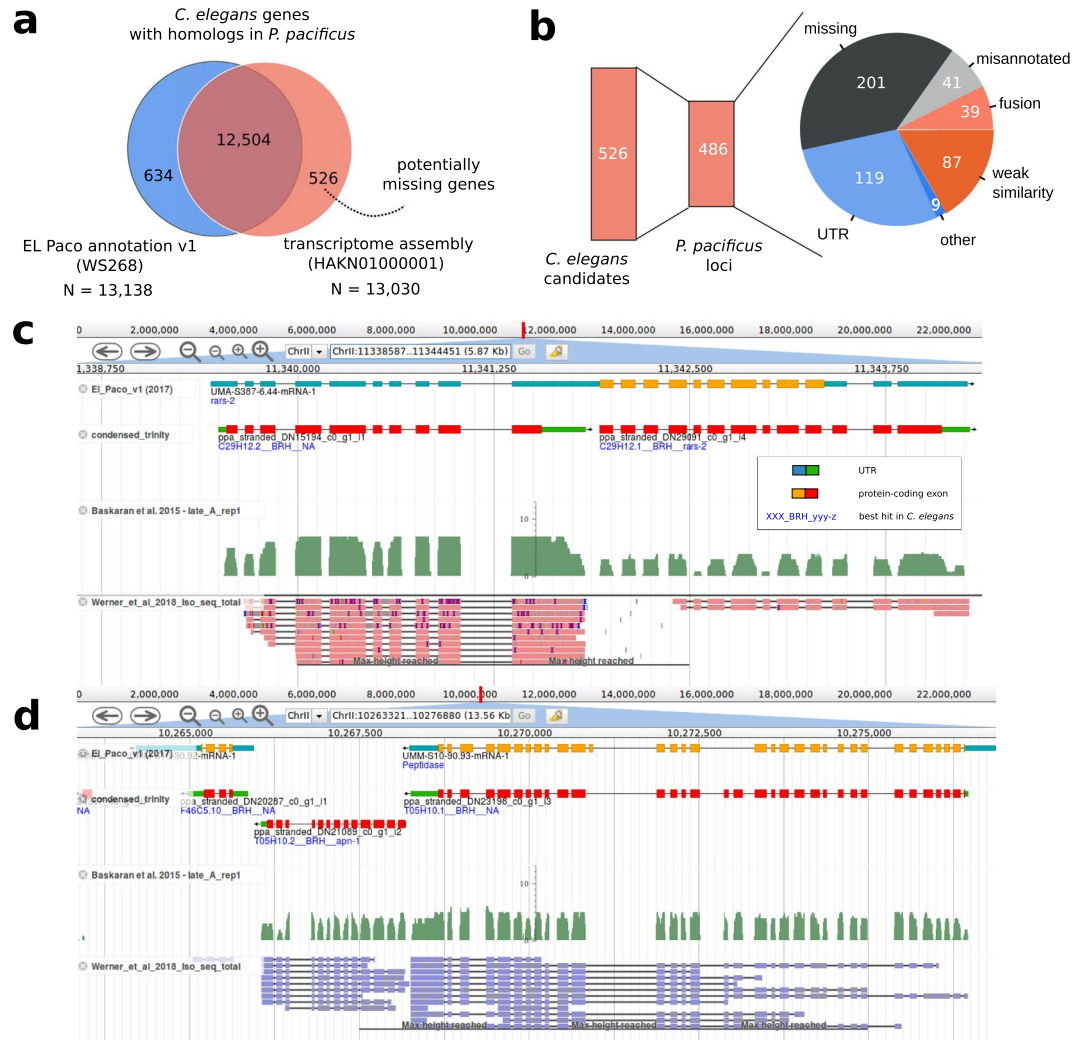 a
C. elegans genes
with homologs in P. pacificus
634
12,504
526
potentially
missing genes
EL Paco annotation v1
(WS268)
N = 13,138
transcriptome assembly
(HAKN01000001)
N = 13,030
b
526
486
C. elegans
candidates
P. pacificus
loci
missing
201
misannotated
41
fusion
39
weak
similarity
87
other
9
UTR
119
c
0 2,000,000 4,000,000 6,000,000 8,000,000 10,000,000 12,000,000 14,000,000 16,000,000 18,000,000 20,000,000 22,000,000
ChrII ChrII:11338587..11344451 (5.87 Kb) Go
1,338,750 11,340,000 11,341,250 11,342,500 11,343,750
El_Paco_v1 (2017)
UMA-S387-6.44-mRNA-1
rars-2
condensed_trinity
ppa_stranded_DN15194_c0_g1_i1
C29H12.2__BRH__NA
ppa_stranded_DN29091_c0_g1_i4
C29H12.1__BRH__rars-2
UTR
protein-coding exon
XXX_BRH_yyy-z best hit in C. elegans
Baskaran et al. 2015 - late_A_rep1
10
0
Werner_et_al_2018_Iso_seq_total
Max height reached Max height reached
d
0 2,000,000 4,000,000 6,000,000 8,000,000 10,000,000 12,000,000 14,000,000 16,000,000 18,000,000 20,000,000 22,000,000
ChrII ChrII:10263321..10276880 (13.56 Kb Go
10,265,000 10,267,500 10,270,000 10,272,500 10,275,000
El_Paco_v1 (2017)
90.92-mRNA-1
UMM-S10-90.93-mRNA-1
Peptidase
condensed_trinity
NA
ppa_stranded_DN20287_c0_g1_i1
F46C5.10__BRH__NA
ppa_stranded_DN23198_c0_g1_i3
T05H10.1__BRH__NA
ppa_stranded_DN21089_c0_g1_i2
T05H10.2__BRH__apn-1
Baskaran et al. 2015 - late_A_rep1
10
0
Werner_et_al_2018_Iso_seq_total
Max height reached Max height reached Max height reached